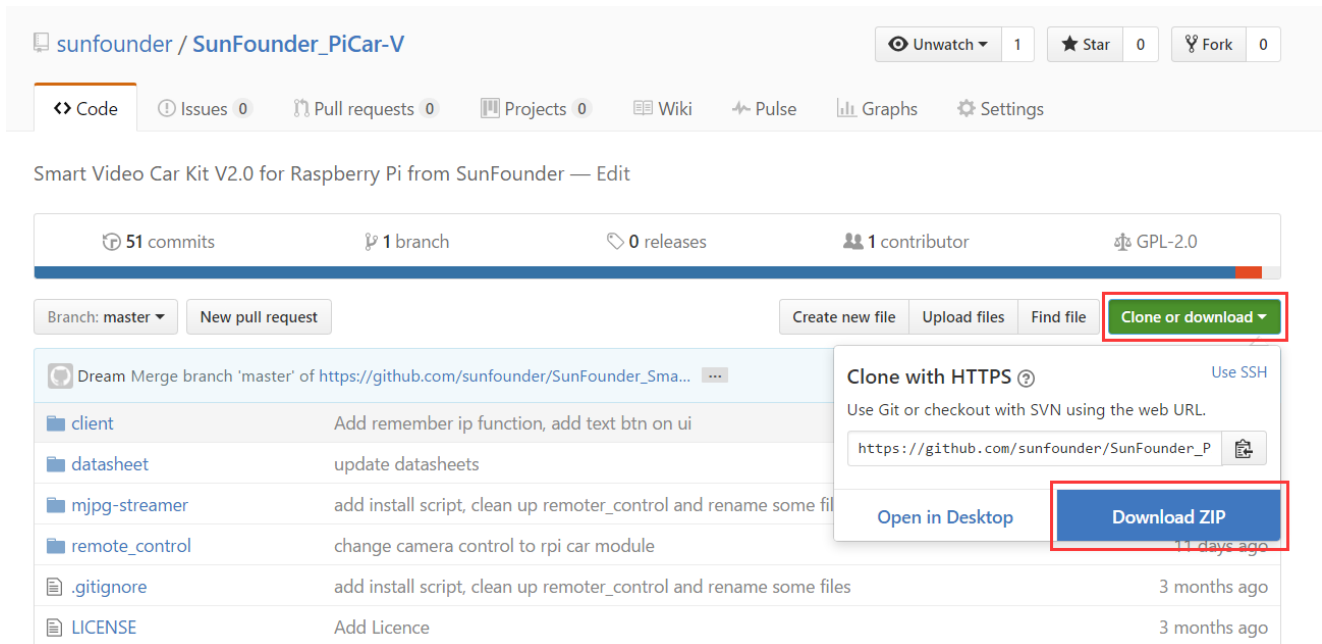 sunfounder / SunFounder_PiCar-V
Unwatch 1 Star 0 Fork 0
Code Issues 0 Pull requests 0 Projects 0 Wiki Pulse Graphs Settings
Smart Video Car Kit V2.0 for Raspberry Pi from SunFounder — Edit
51 commits 1 branch 0 releases 1 contributor GPL-2.0
Branch: master New pull request Create new file Upload files Find file Clone or download
Dream Merge branch 'master' of https://github.com/sunfounder/SunFounder_Sma... ...
Clone with HTTPS ? Use SSH
Use Git or checkout with SVN using the web URL.
https://github.com/sunfounder/SunFounder_P
Open in Desktop Download ZIP
client Add remember ip function, add text btn on ui
datasheet update datasheets
mjpg-streamer add install script, clean up remoter_control and rename some fil
remote_control change camera control to rpi car module 11 days ago
.gitignore add install script, clean up remoter_control and rename some files 3 months ago
LICENSE Add Licence 3 months ago